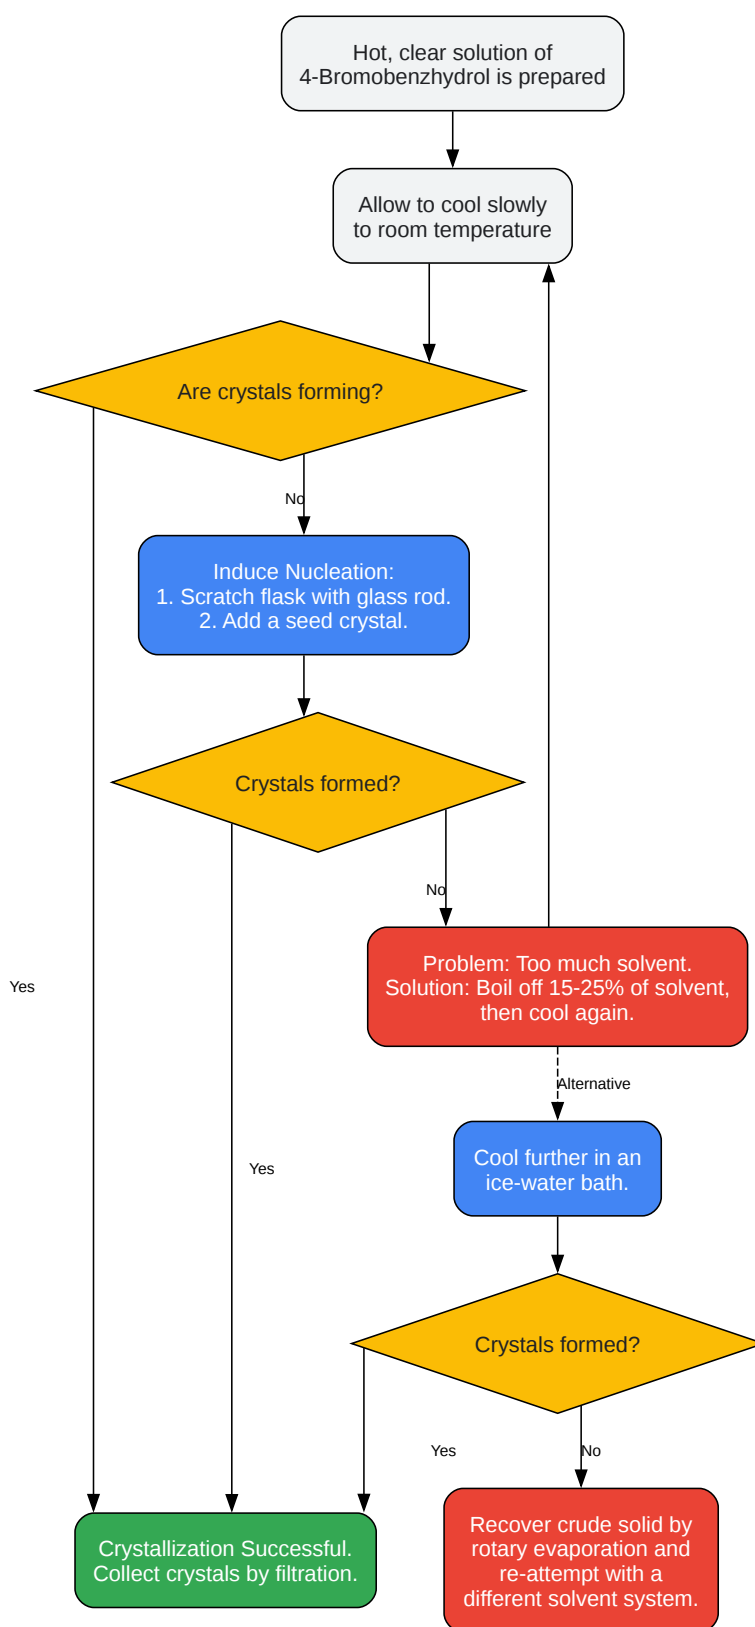 Hot, clear solution of
4-Bromobenzhydrol is prepared
Allow to cool slowly
to room temperature
Are crystals forming?
No
Induce Nucleation:
1. Scratch flask with glass rod.
2. Add a seed crystal.
Crystals formed?
No
Problem: Too much solvent.
Solution: Boil off 15-25% of solvent,
then cool again.
Yes
Alternative
Cool further in an
ice-water bath.
Yes
Crystals formed?
Yes
No
Crystallization Successful.
Collect crystals by filtration.
Recover crude solid by
rotary evaporation and
re-attempt with a
different solvent system.